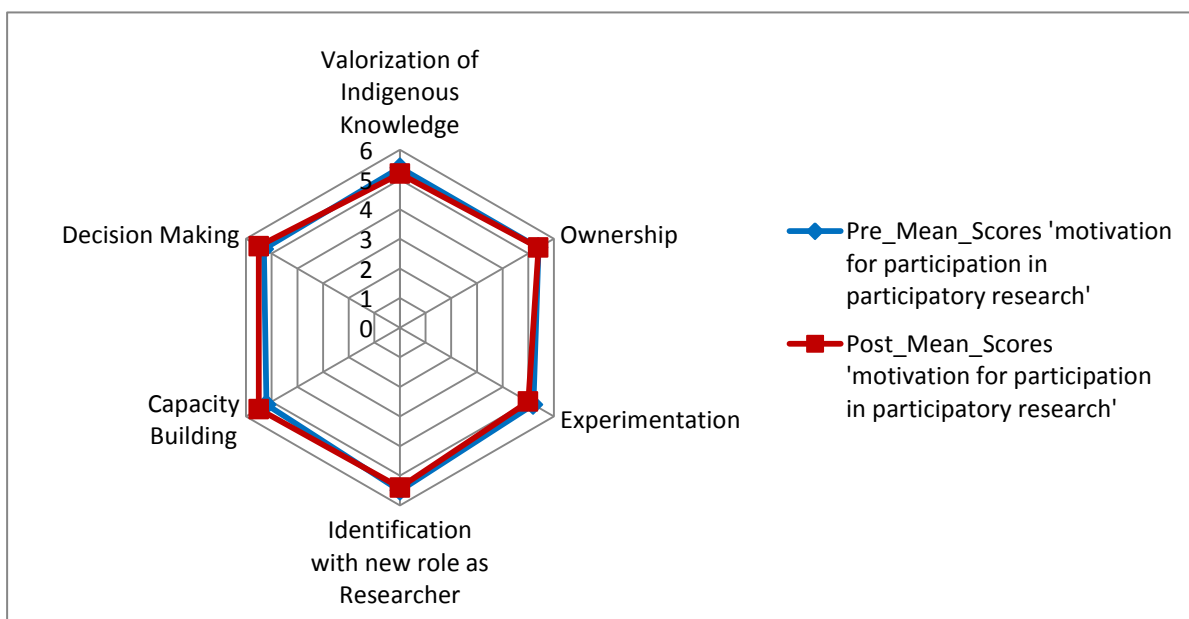 Valorization of
Indigenous
Knowledge
6
5
4
3
2
1
0
Ownership
Experimentation
Identification
with new role as
Researcher
Capacity
Building
Decision Making
Pre_Mean_Scores 'motivation
for participation in
participatory research'
Post_Mean_Scores
'motivation for participation
in participatory research'